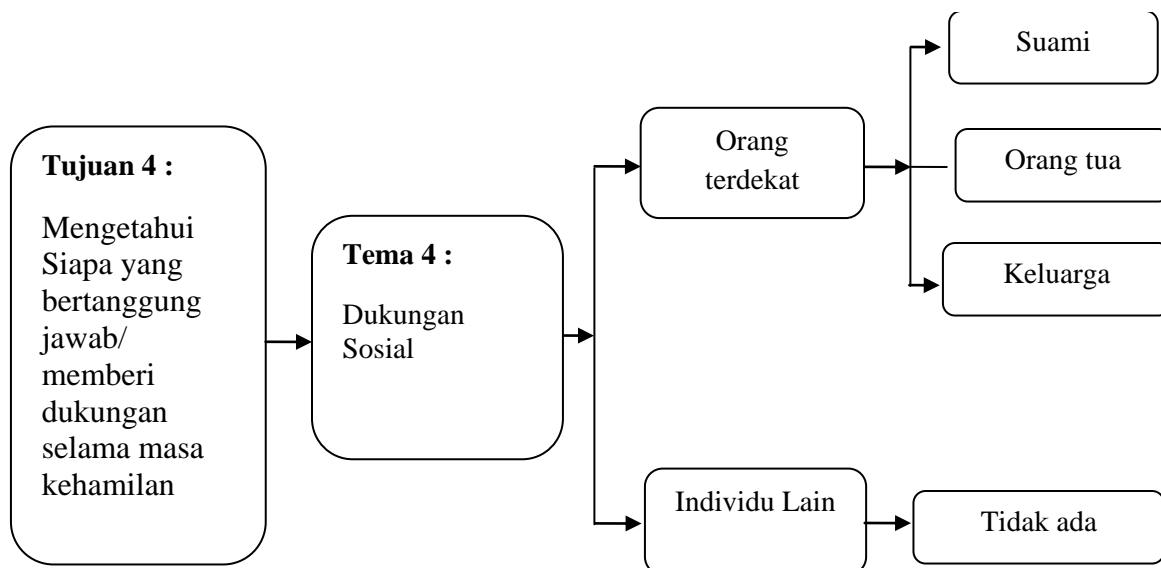 Tujuan 4 :
Mengetahui
Siapa yang
bertanggung
jawab/
memberi
dukungan
selama masa
kehamilan
Tema 4 :
Dukungan
Sosial
Orang
terdekat
Suami
Orang tua
Keluarga
Individu Lain
Tidak ada